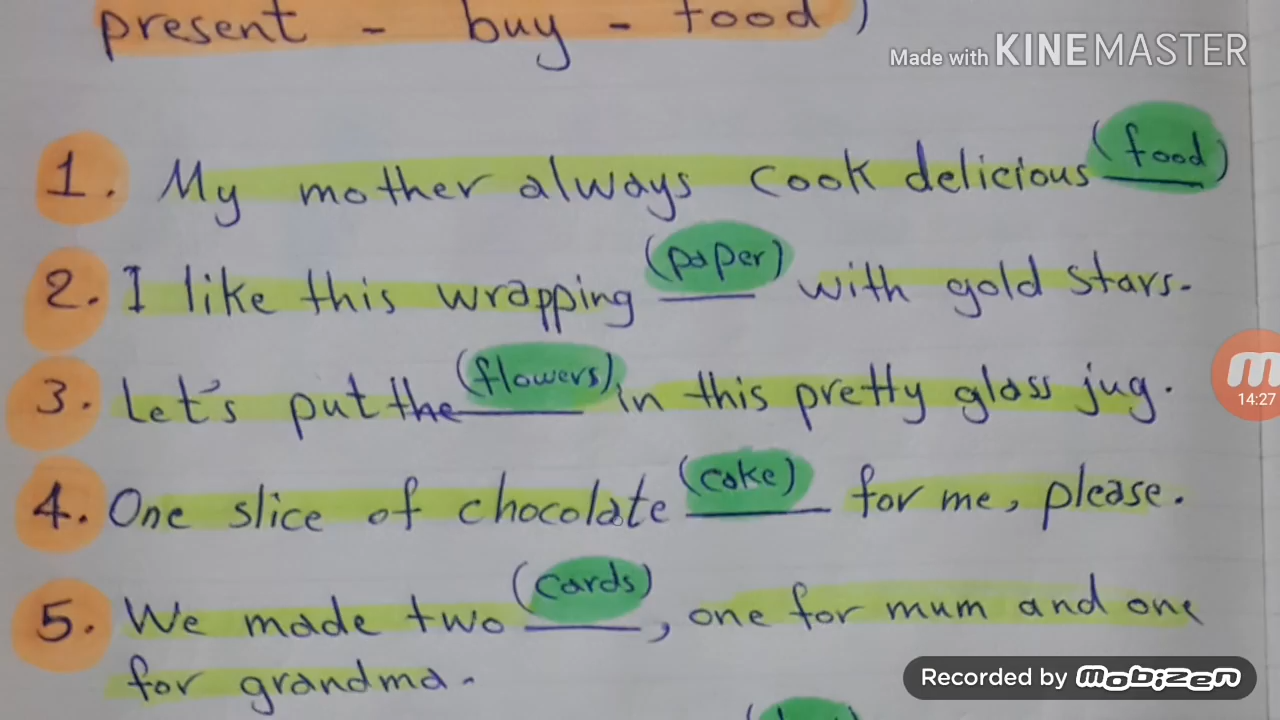 present - buy - food )
Made with KINEMASTER
1. My mother always cook delicious (food)
2. I like this wrapping (paper) with gold stars.
3. Let's put the (flowers) in this pretty glass jug.
4. One slice of chocolate (cake) for me, please.
5. We made two (cards), one for mum and one
for grandma.
14:27
Recorded by mobizen